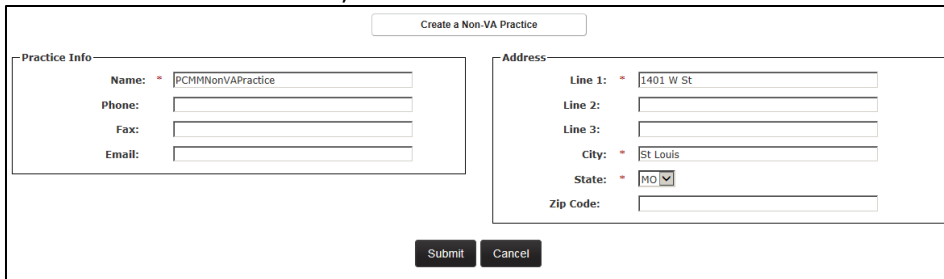 Create a Non-VA Practice
Practice Info
Name: * PCMMNonVAPractice
Phone:
Fax:
Email:
Address
Line 1: * 1401 W St
Line 2:
Line 3:
City: * St Louis
State: * MO
Zip Code:
Submit Cancel